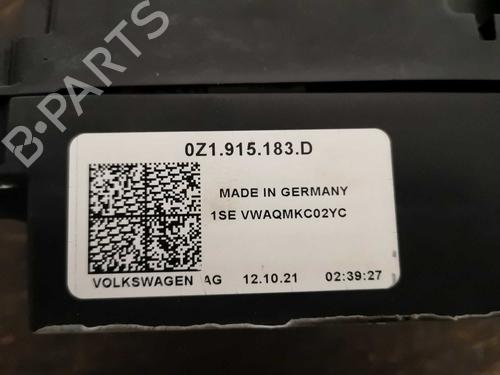 0Z1.915.183.D
MADE IN GERMANY
1SE VWAQMKC02YC
VOLKSWAGEN AG 12.10.21 02:39:27
B-PARTS